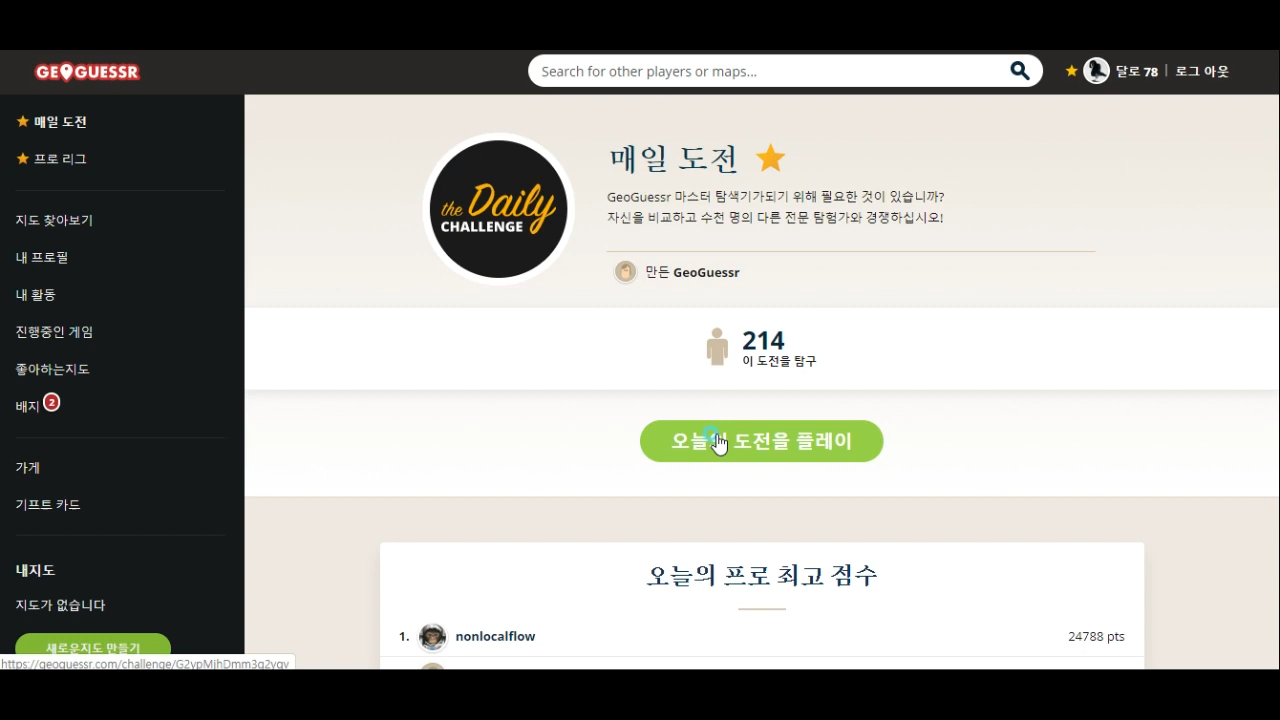 GEOGUESSR
Search for other players or maps...
달로 78 | 로그 아웃
매일 도전
프로 리그
지도 찾아보기
내 프로필
내 활동
진행중인 게임
좋아하는지도
배지 2
가게
기프트 카드
내지도
지도가 없습니다
새로운지도 만들기
https://geoguessr.com/challenge/G2ypMjhDmm3q2yqv
the Daily
CHALLENGE
매일 도전
GeoGuessr 마스터 탐색기가되기 위해 필요한 것이 있습니까?
자신을 비교하고 수천 명의 다른 전문 탐험가와 경쟁하십시오!
만든 GeoGuessr
214
이 도전을 탐구
오늘의 도전을 플레이
오늘의 프로 최고 점수
1. nonlocalflow 24788 pts